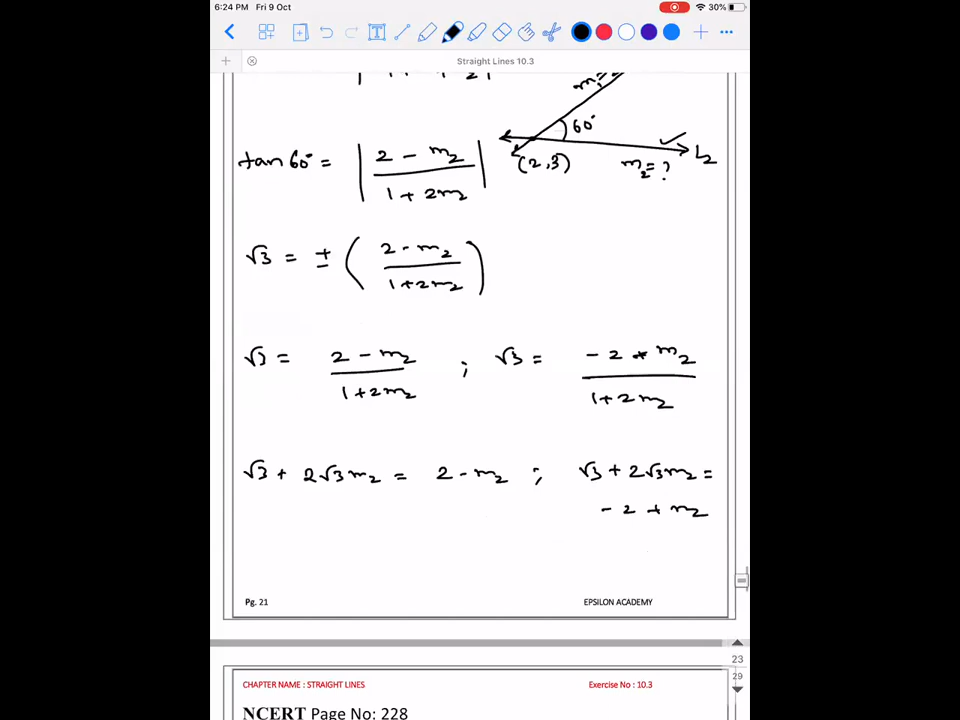 6:24 PM Fri 9 Oct
30%
Straight Lines 10.3
60°
(2,3)
m₂ = ?
L₂
tan 60° = | (2 - m₂) / (1 + 2m₂) |
√3 = ± ( (2 - m₂) / (1 + 2m₂) )
√3 = (2 - m₂) / (1 + 2m₂) ; √3 = (-2 + m₂) / (1 + 2m₂)
√3 + 2√3m₂ = 2 - m₂ ; √3 + 2√3m₂ =
- 2 + m₂
Pg. 21 EPSILON ACADEMY
23
29
CHAPTER NAME : STRAIGHT LINES Exercise No : 10.3
NCERT Page No: 228